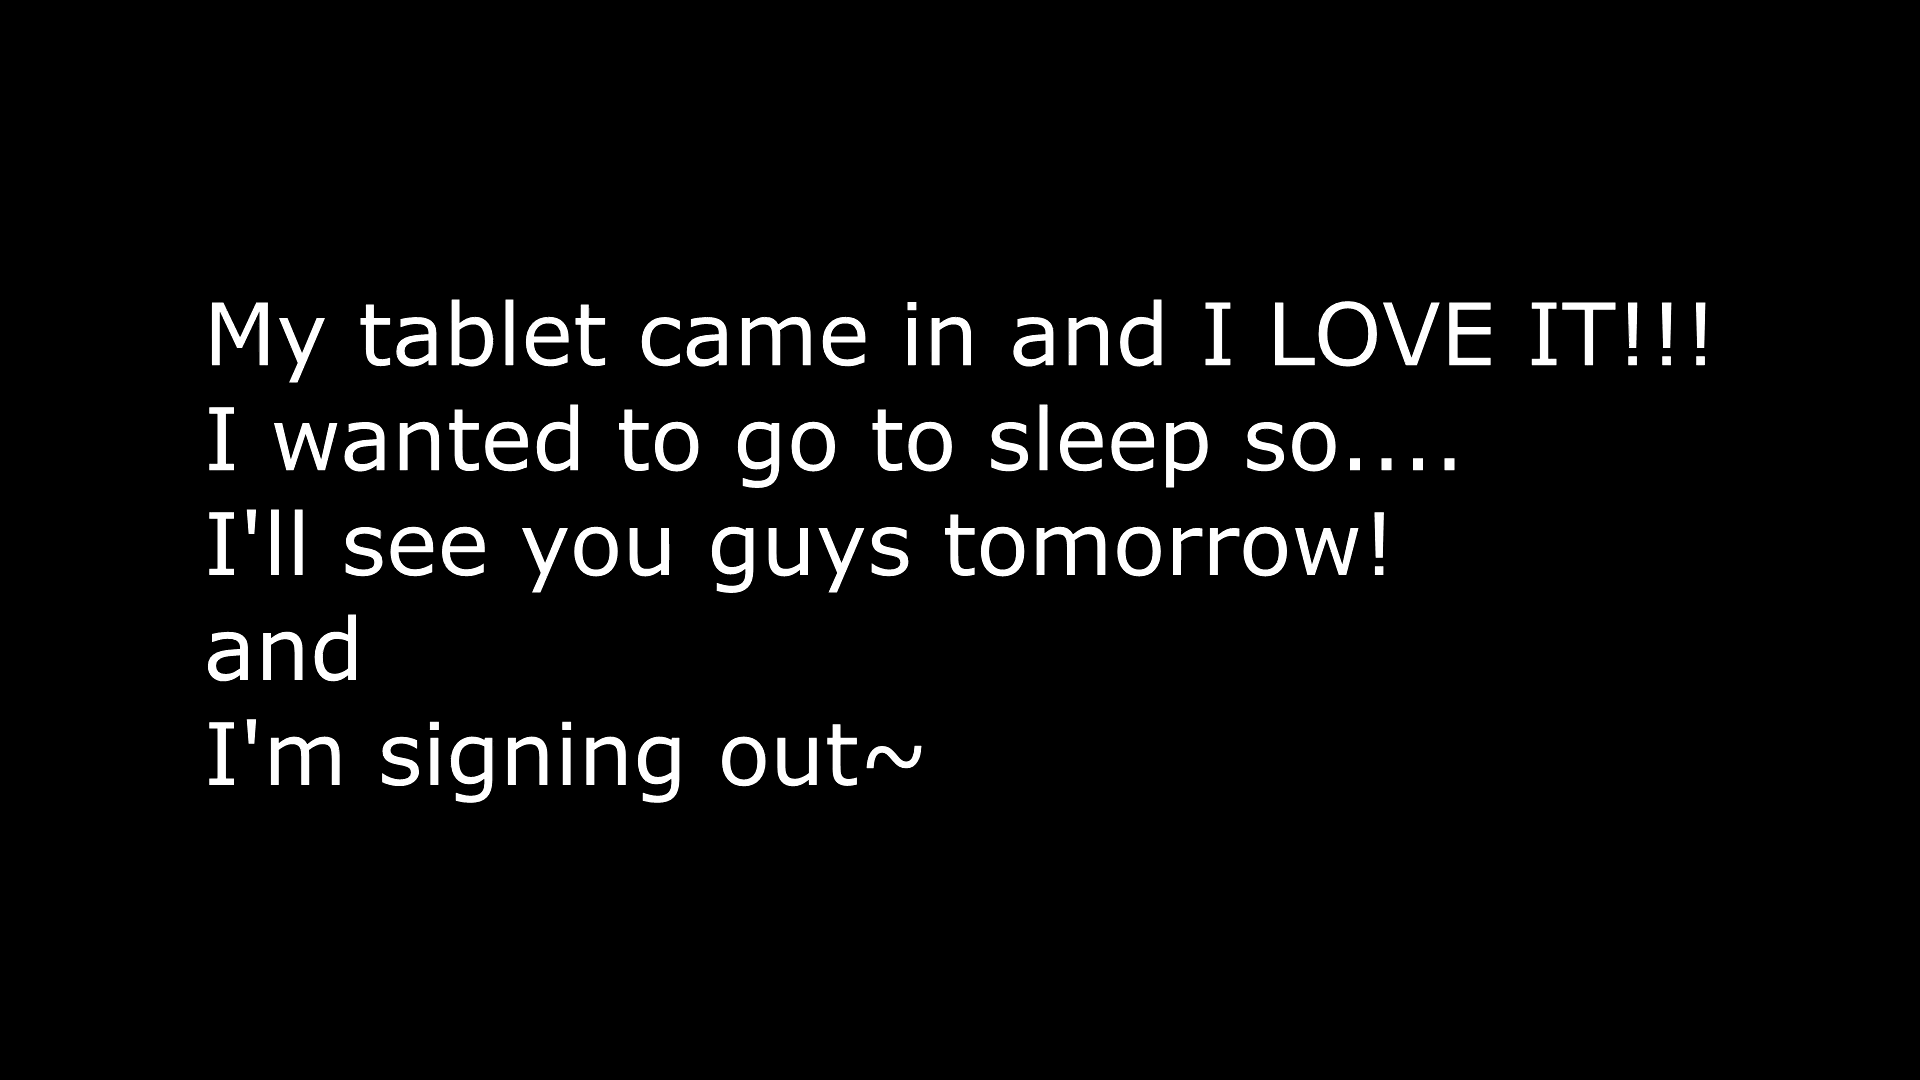 My tablet came in and I LOVE IT!!!
I wanted to go to sleep so....
I'll see you guys tomorrow!
and
I'm signing out~